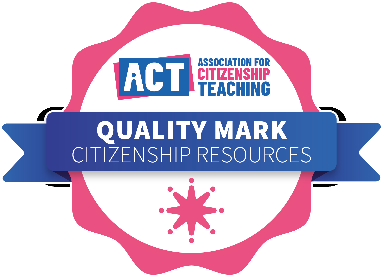 ACT
ASSOCIATION FOR
CITIZENSHIP
TEACHING
QUALITY MARK
CITIZENSHIP RESOURCES